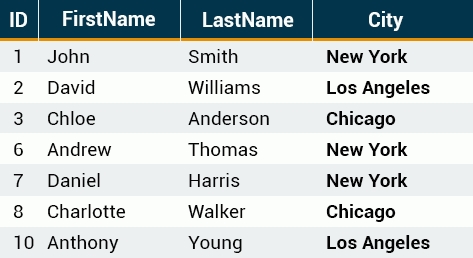 ID FirstName LastName City
1 John Smith New York
2 David Williams Los Angeles
3 Chloe Anderson Chicago
6 Andrew Thomas New York
7 Daniel Harris New York
8 Charlotte Walker Chicago
10 Anthony Young Los Angeles